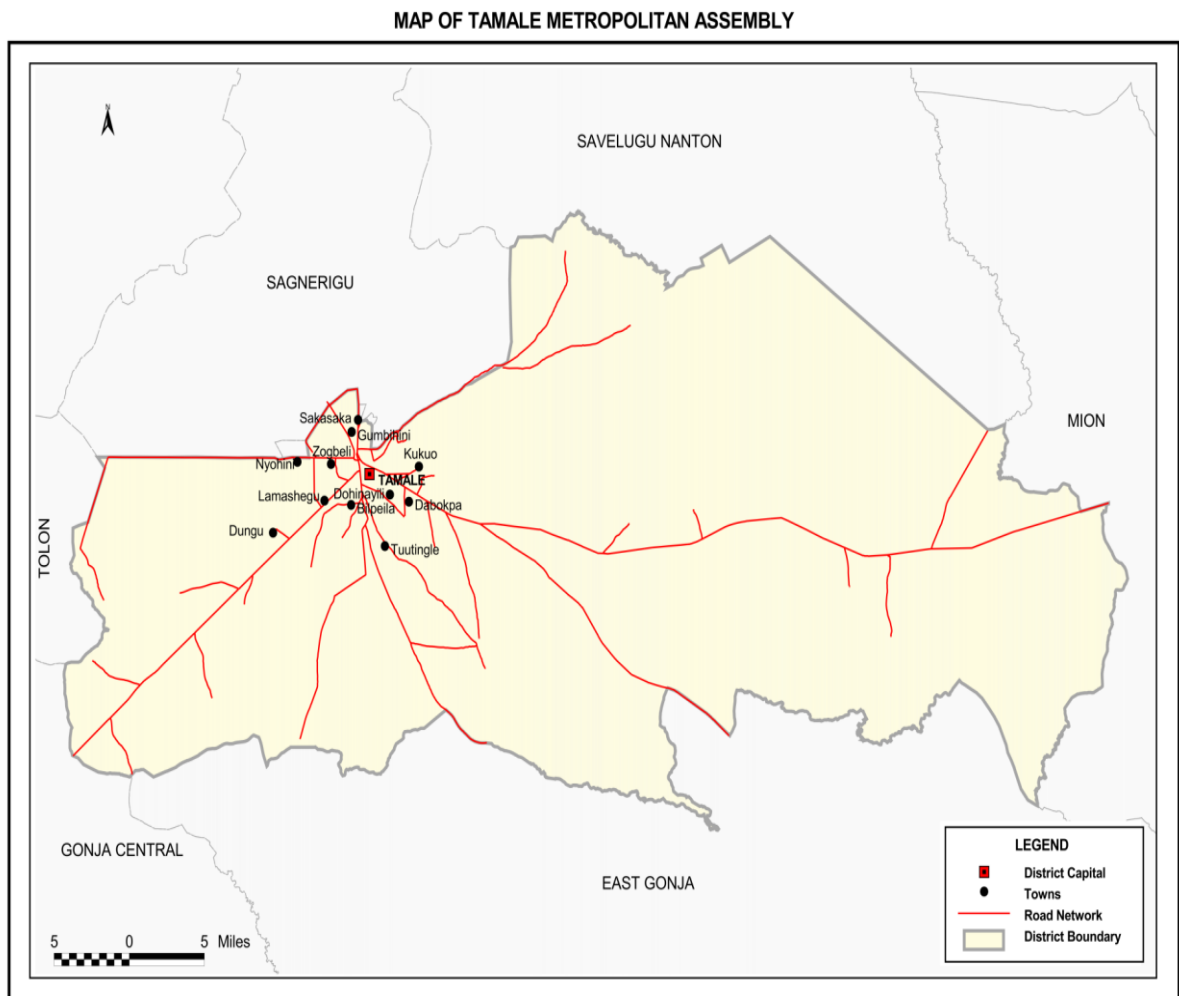 MAP OF TAMALE METROPOLITAN ASSEMBLY
N
SAVELUGU NANTON
SAGNERIGU
MION
Sakasaka
Gumbihini
Zogbeli
Nyohini
Kukuo
TAMALE
Lamashegu
Dohinayili
Dabokpa
Bilpeila
Dungu
Tuutingle
TOLON
GONJA CENTRAL
EAST GONJA
LEGEND
District Capital
Towns
Road Network
District Boundary
5 0 5 Miles